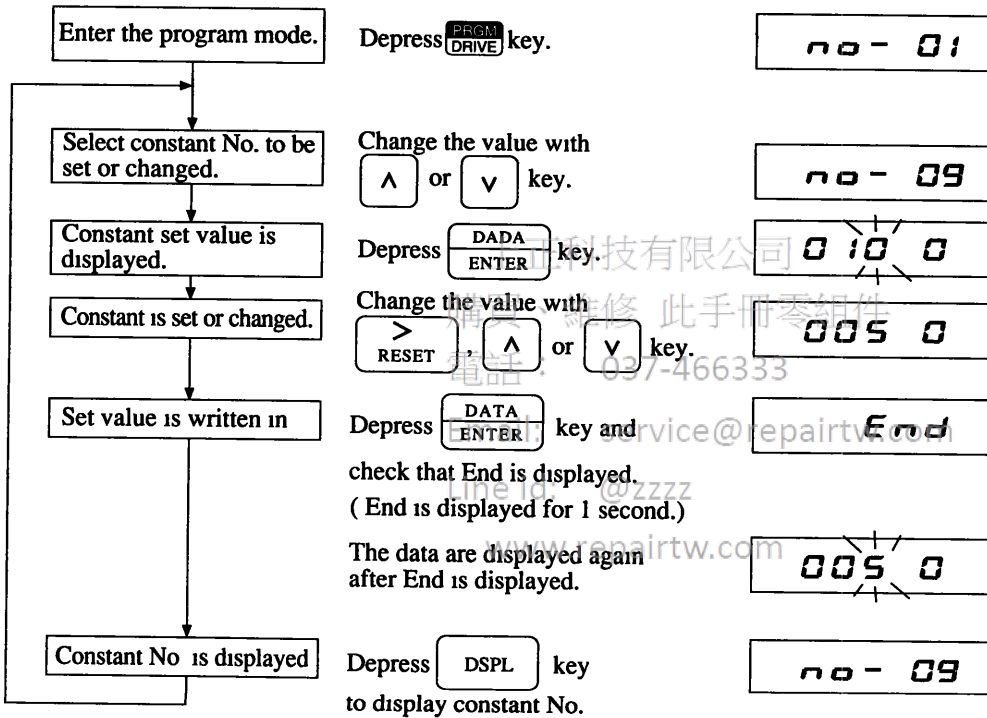 Enter the program mode.
Depress PRGM DRIVE key.
no- 01
Select constant No. to be
set or changed.
Change the value with
∧ or ∨ key.
no- 09
Constant set value is
displayed.
Depress DADA ENTER key.
010 0
Constant is set or changed.
Change the value with
> RESET , ∧ or ∨ key.
005 0
Set value is written in
Depress DATA ENTER key and
check that End is displayed.
( End is displayed for 1 second.)
End
The data are displayed again
after End is displayed.
005 0
Constant No is displayed
Depress DSPL key
to display constant No.
no- 09
正科技有限公司
購買、維修 此手冊零組件
電話: 037-466333
Email: service@repairtw.com
Line id: @zzzz
www.repairtw.com